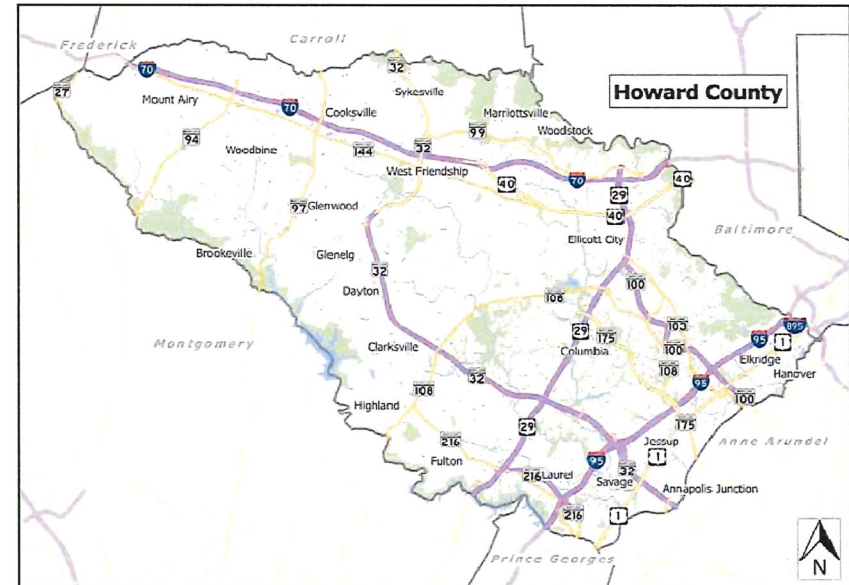 Frederick
Carroll
32
70
27
Sykesville
Howard County
Mount Airy
70
Cooksville
Marriottsville
99
Woodstock
94
32
Woodbine
144
West Friendship
70
40
40
29
97
Glenwood
40
Ellicott City
Baltimore
Brookeville
Glenelg
32
100
Dayton
108
103
895
Montgomery
29
175
95
1
Clarksville
Columbia
100
Elkridge
Hanover
32
108
95
108
100
Highland
29
175
216
Jessup
Anne Arundel
Fulton
95
1
216
Laurel
32
Savage
Annapolis Junction
216
1
Prince Georges
N